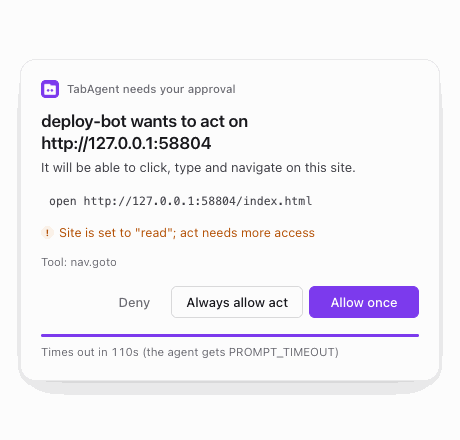 TabAgent needs your approval
deploy-bot wants to act on
http://127.0.0.1:58804
It will be able to click, type and navigate on this site.
open http://127.0.0.1:58804/index.html
! Site is set to "read"; act needs more access
Tool: nav.goto
Deny Always allow act Allow once
Times out in 110s (the agent gets PROMPT_TIMEOUT)